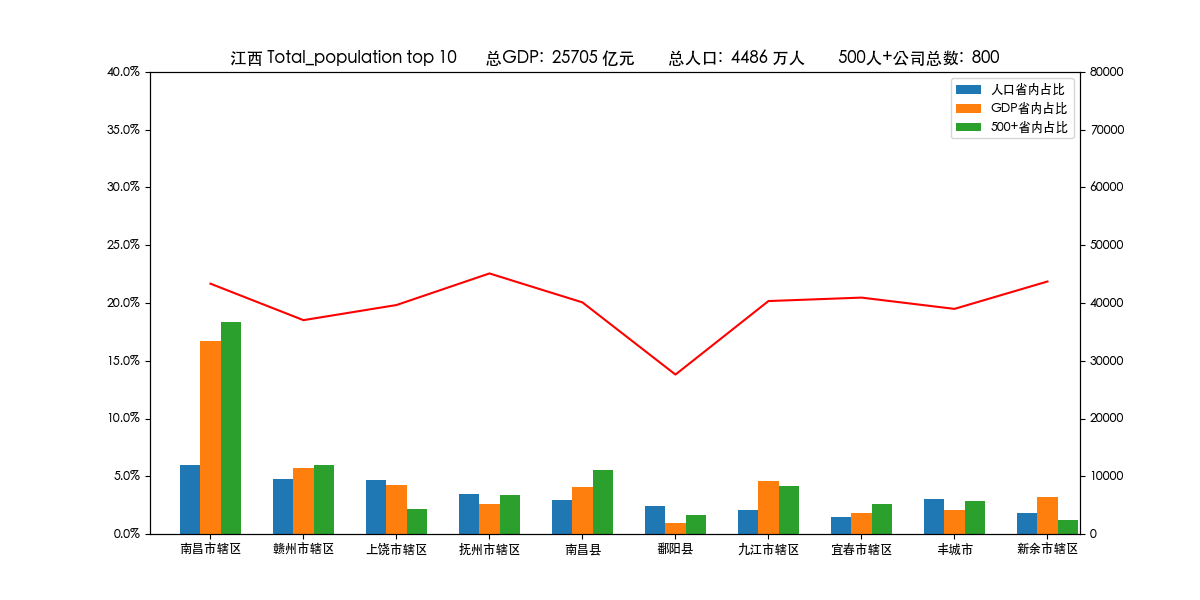 江西 Total_population top 10 总GDP: 25705 亿元 总人口: 4486 万人 500人+公司总数: 800
40.0%
35.0%
30.0%
25.0%
20.0%
15.0%
10.0%
5.0%
0.0%
80000
70000
60000
50000
40000
30000
20000
10000
0
人口省内占比
GDP省内占比
500+省内占比
南昌市辖区
赣州市辖区
上饶市辖区
抚州市辖区
南昌县
鄱阳县
九江市辖区
宜春市辖区
丰城市
新余市辖区